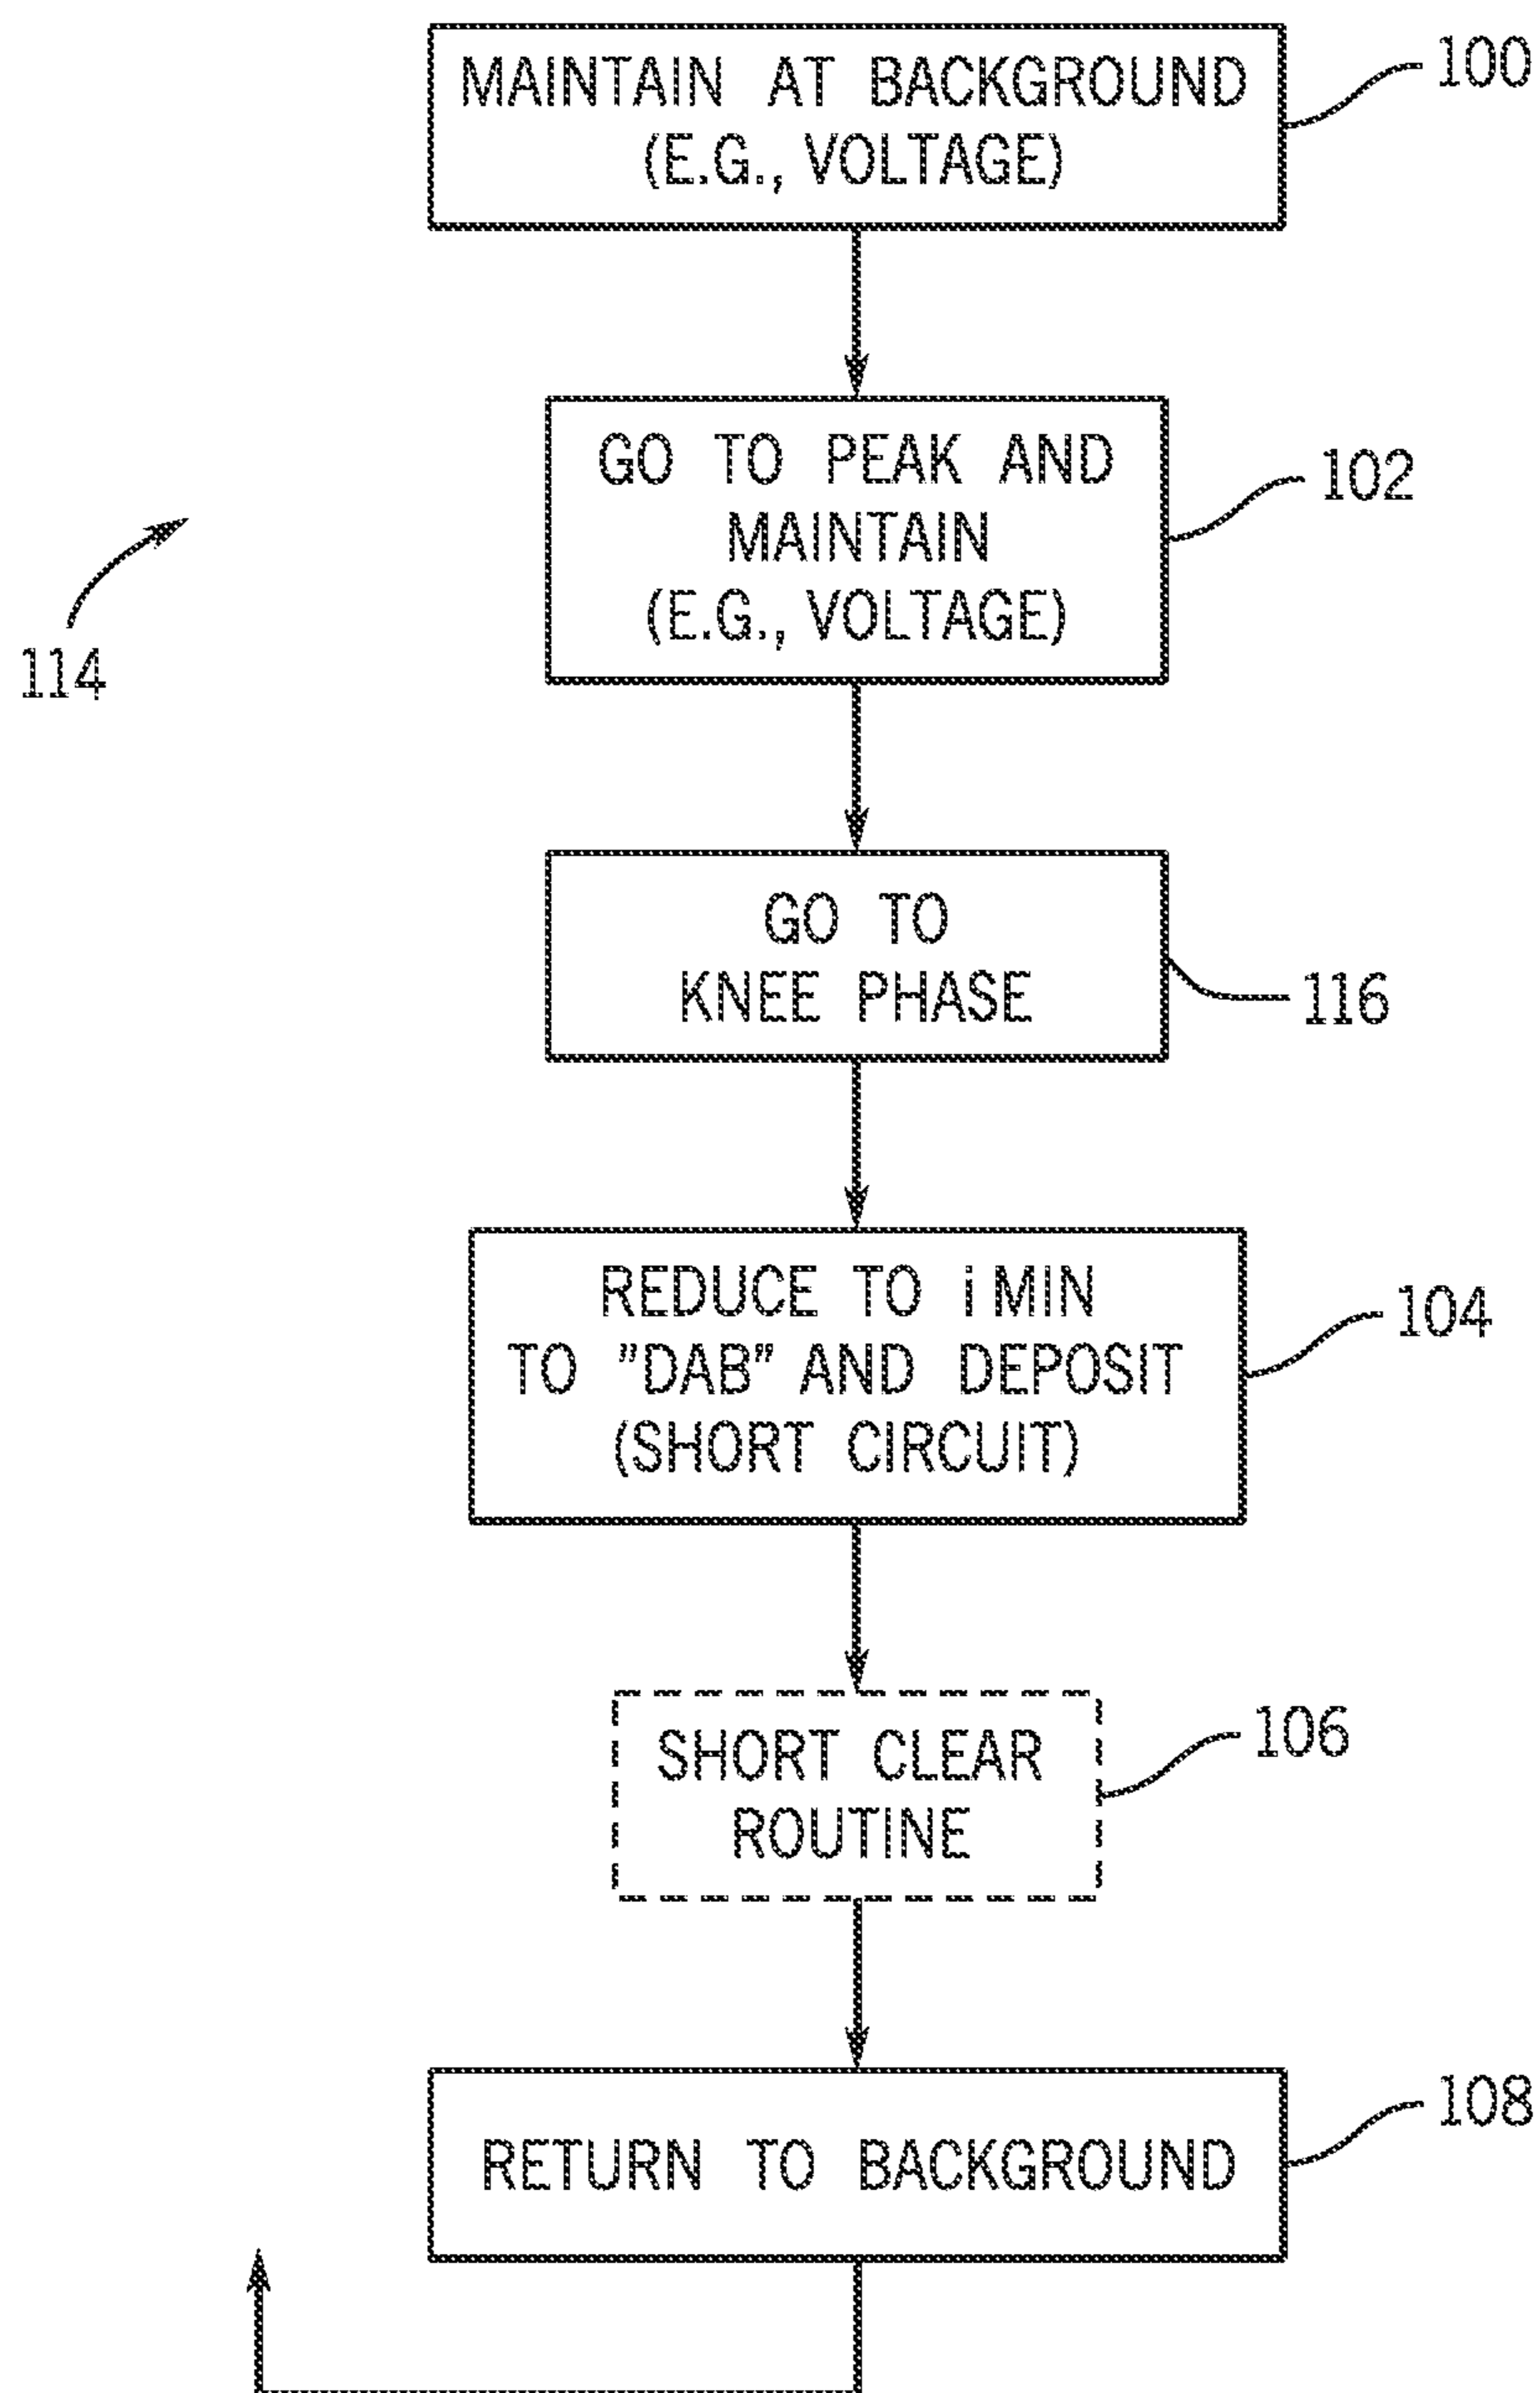 MAINTAIN AT BACKGROUND
(E.G., VOLTAGE)
100
GO TO PEAK AND
MAINTAIN
(E.G., VOLTAGE)
102
114
GO TO
KNEE PHASE
116
REDUCE TO i MIN
TO "DAB" AND DEPOSIT
(SHORT CIRCUIT)
104
SHORT CLEAR
ROUTINE
106
RETURN TO BACKGROUND
108